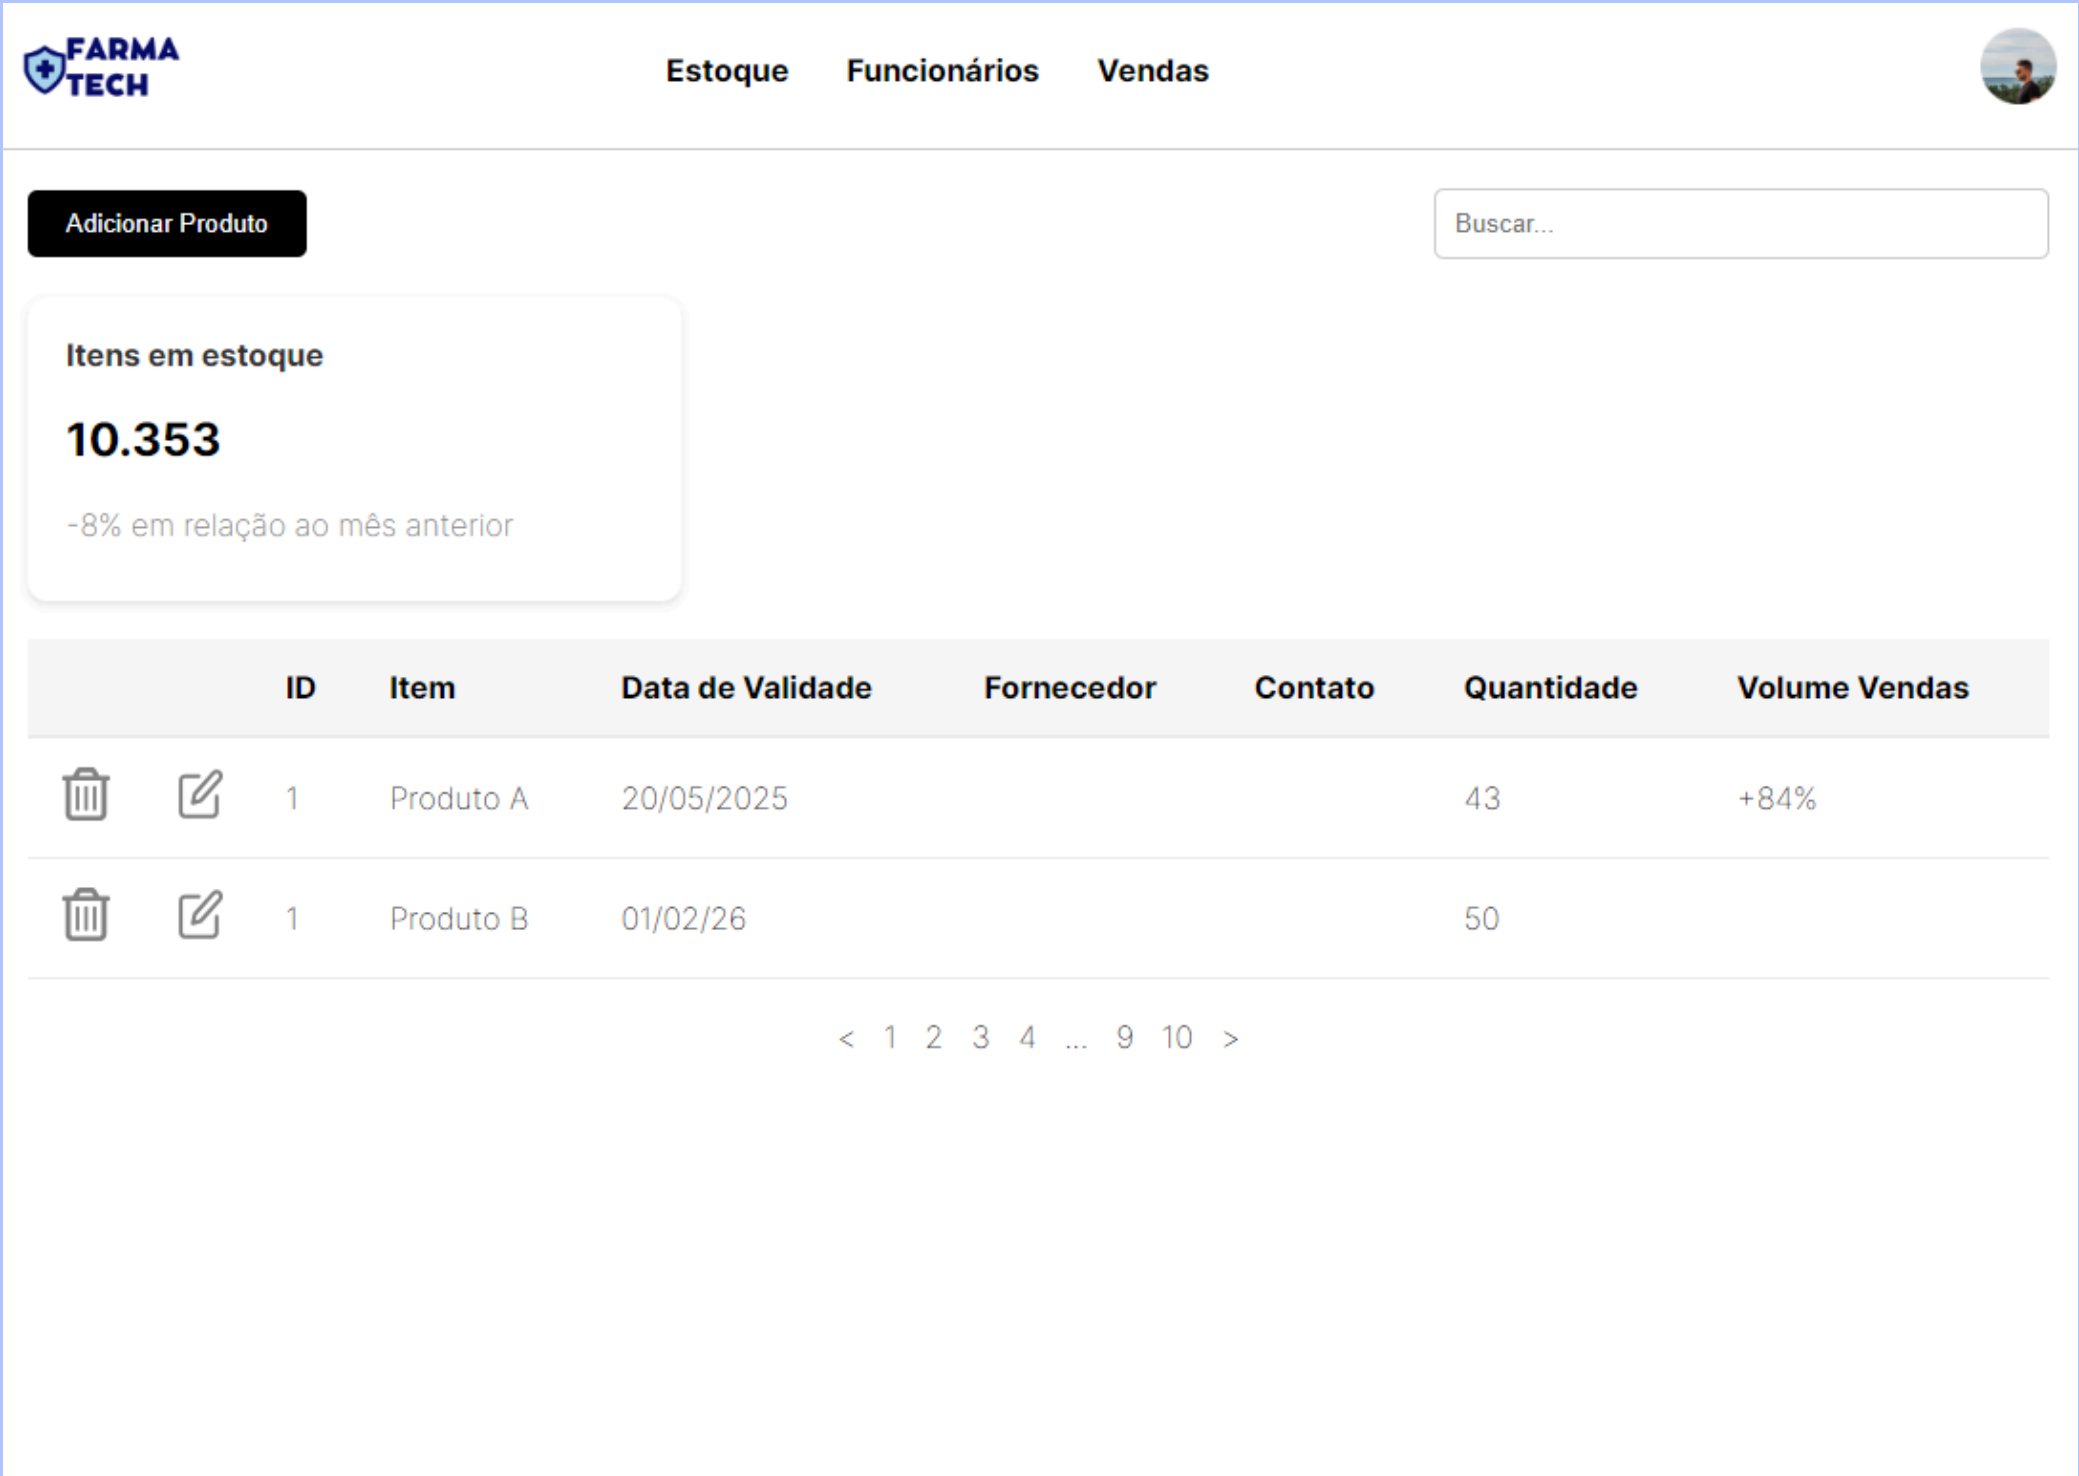 FARMA
TECH
Estoque Funcionários Vendas
Adicionar Produto
Buscar...
Itens em estoque
10.353
-8% em relação ao mês anterior
ID Item Data de Validade Fornecedor Contato Quantidade Volume Vendas
1 Produto A 20/05/2025 43 +84%
1 Produto B 01/02/26 50
< 1 2 3 4 ... 9 10 >